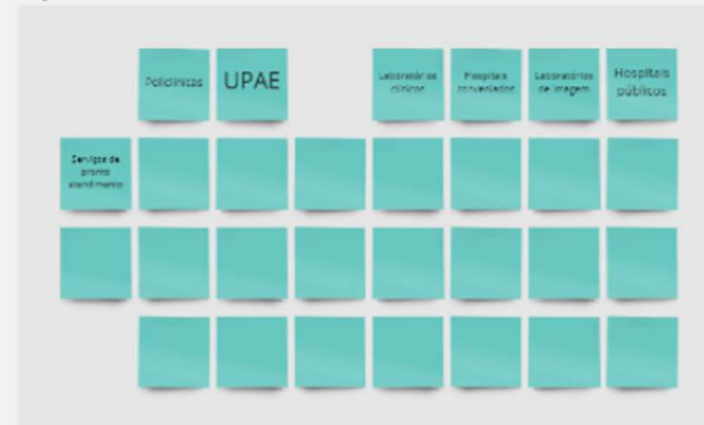 Policlínicas
UPAE
Laboratórios
clínicos
Hospitais
conveniados
Laboratórios
de imagem
Hospitais
públicos
Serviços de
pronto
atendimento